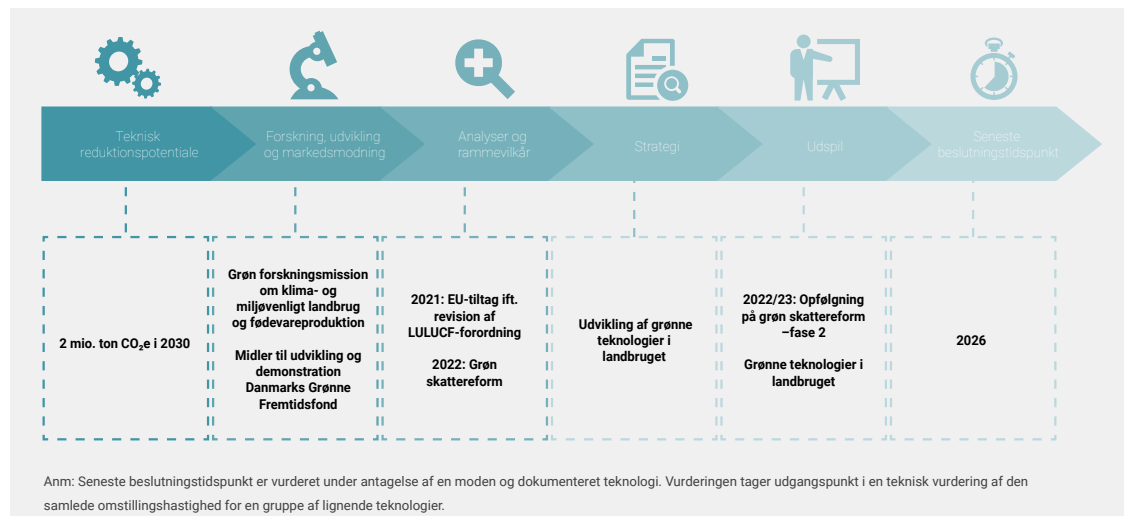 Teknisk
reduktionspotentiale
Forskning, udvikling
og markedsmodning
Analyser og
rammevilkår
Strategi
Udspil
Seneste
beslutningstidspunkt
2 mio. ton CO₂e i 2030
Grøn forskningsmission
om klima- og
miljøvenligt landbrug
og fødevareproduktion
Midler til udvikling og
demonstration
Danmarks Grønne
Fremtidsfond
2021: EU-tiltag ift.
revision af
LULUCF-forordning
2022: Grøn
skattereform
Udvikling af grønne
teknologier i
landbruget
2022/23: Opfølgning
på grøn skattereform
–fase 2
Grønne teknologier i
landbruget
2026
Anm: Seneste beslutningstidspunkt er vurderet under antagelse af en moden og dokumenteret teknologi. Vurderingen tager udgangspunkt i en teknisk vurdering af den
samlede omstillingshastighed for en gruppe af lignende teknologier.